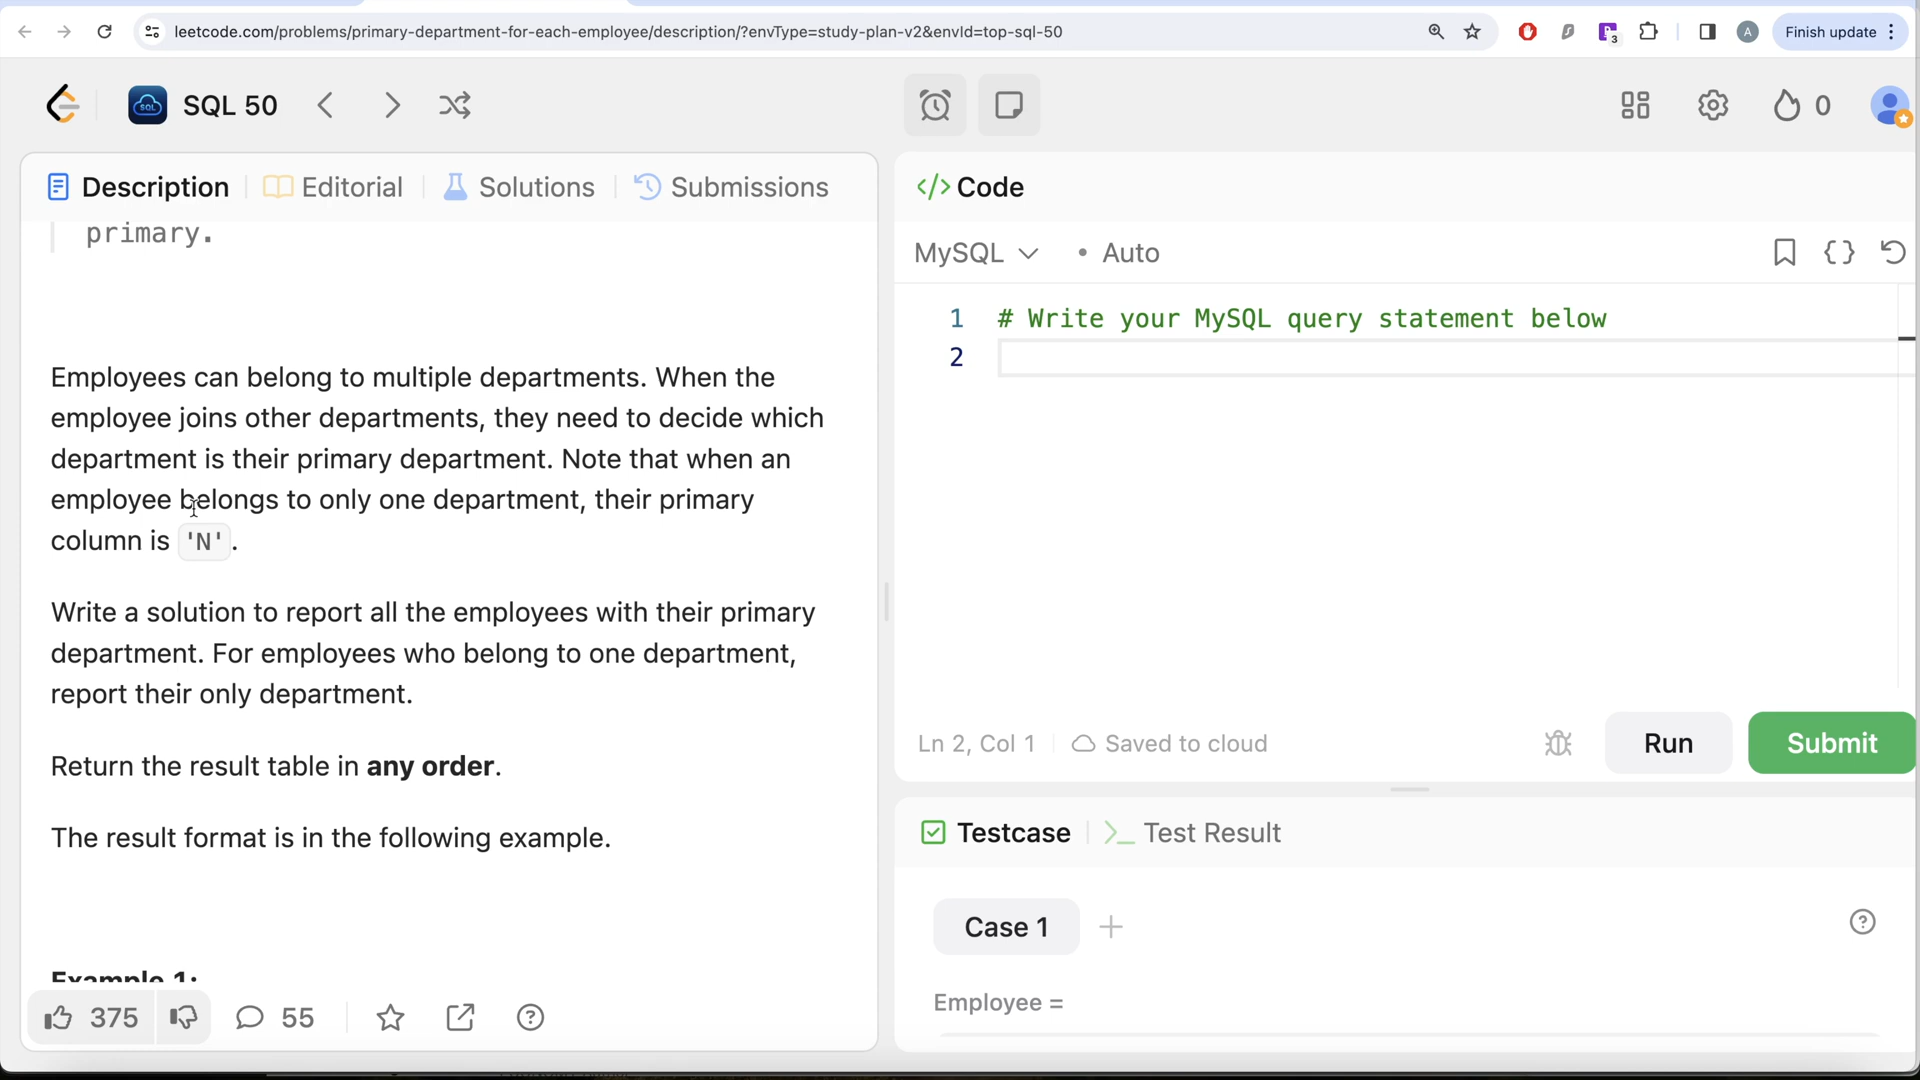 leetcode.com/problems/primary-department-for-each-employee/description/?envType=study-plan-v2&envId=top-sql-50
3
A
Finish update
SQL
SQL 50
0
Description
Editorial
Solutions
Submissions
</> Code
primary.
MySQL
• Auto
{}
1 # Write your MySQL query statement below
2
Employees can belong to multiple departments. When the
employee joins other departments, they need to decide which
department is their primary department. Note that when an
employee belongs to only one department, their primary
column is 'N'.
Write a solution to report all the employees with their primary
department. For employees who belong to one department,
report their only department.
Return the result table in any order.
The result format is in the following example.
Example 1:
375
55
Ln 2, Col 1
Saved to cloud
Run
Submit
Testcase
>_ Test Result
Case 1
+
Employee =